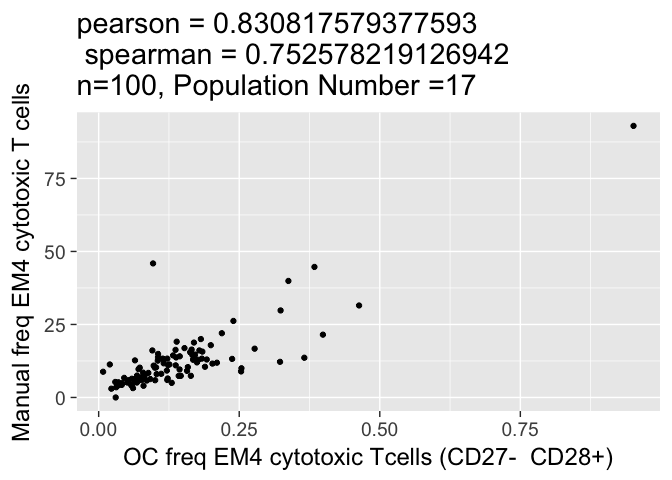 pearson = 0.830817579377593
spearman = 0.752578219126942
n=100, Population Number =17
Manual freq EM4 cytotoxic T cells
75
50
25
0
0.00 0.25 0.50 0.75
OC freq EM4 cytotoxic Tcells (CD27-  CD28+)